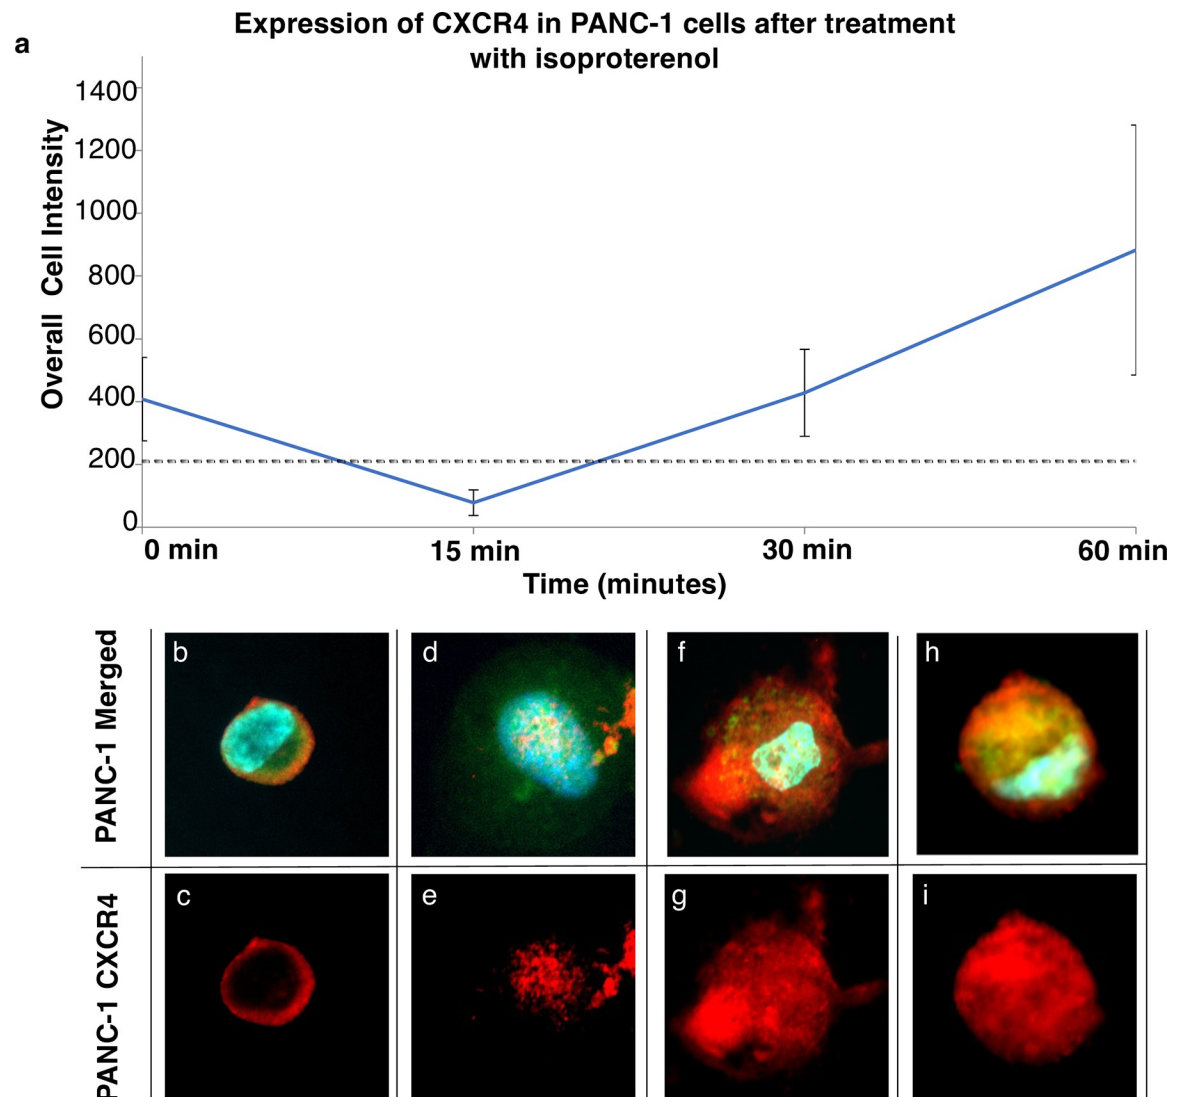 Expression of CXCR4 in PANC-1 cells after treatment
with isoproterenol
a
Overall Cell Intensity
1400
1200
1000
800
600
400
200
0
0 min
15 min
30 min
60 min
Time (minutes)
PANC-1 Merged
b
d
f
h
PANC-1 CXCR4
c
e
g
i